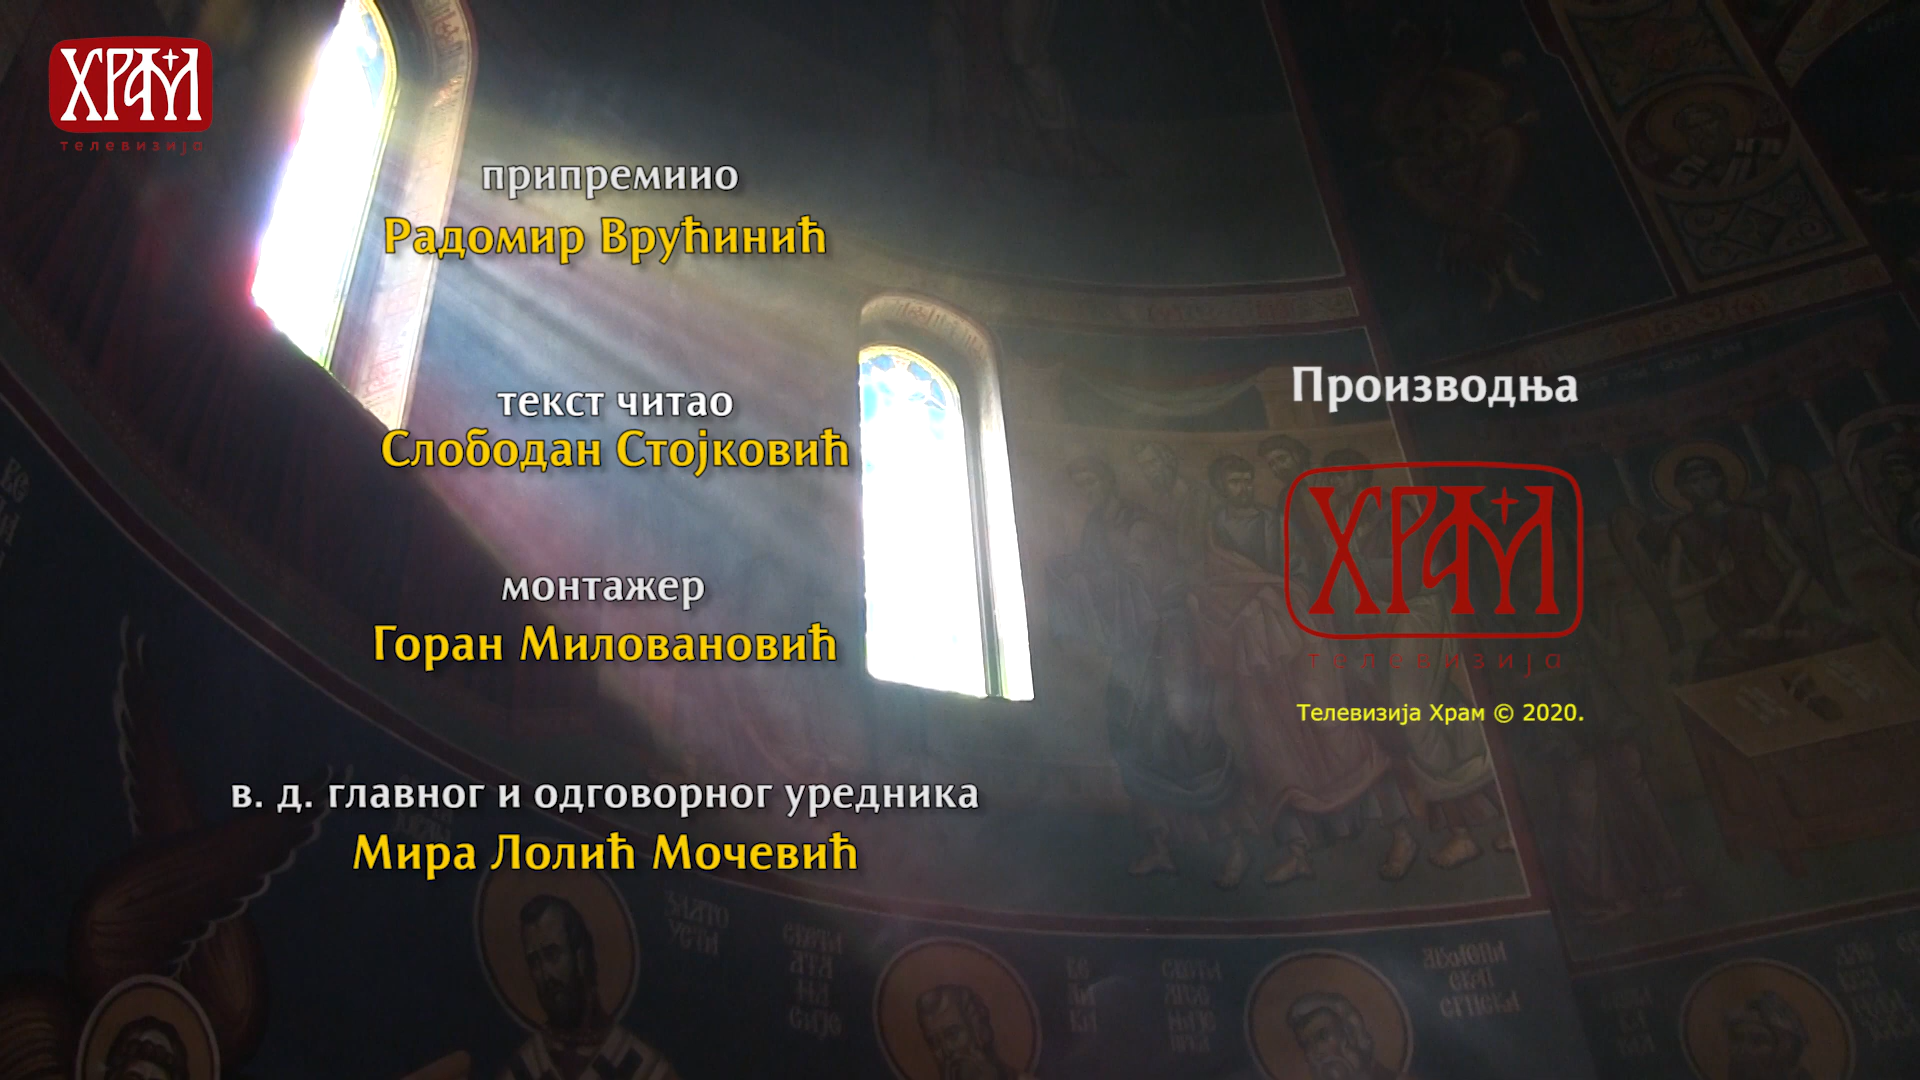 ХРАМ
телевизија
припремиио
Радомир Врућинић
текст читао
Слободан Стојковић
монтажер
Горан Миловановић
в. д. главног и одговорног уредника
Мира Лолић Мочевић
Производња
ХРАМ
телевизија
Телевизија Храм © 2020.